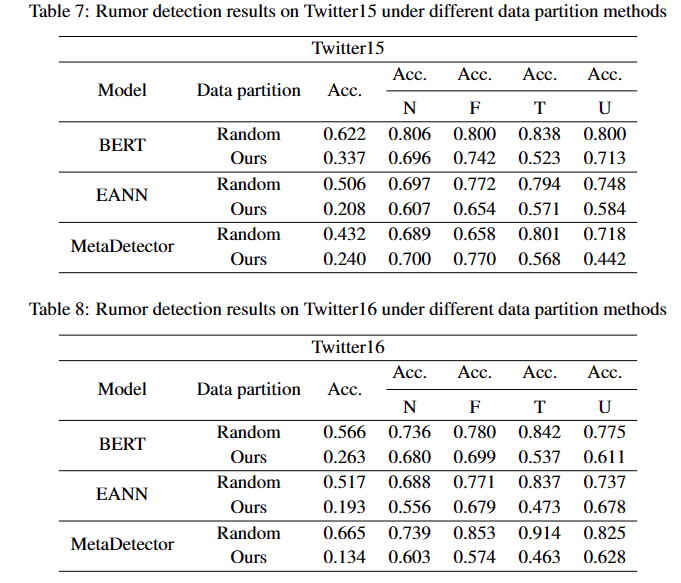 Table 7: Rumor detection results on Twitter15 under different data partition methods
Twitter15
Model Data partition Acc. Acc. Acc. Acc. Acc.
N F T U
BERT Random 0.622 0.806 0.800 0.838 0.800
Ours 0.337 0.696 0.742 0.523 0.713
EANN Random 0.506 0.697 0.772 0.794 0.748
Ours 0.208 0.607 0.654 0.571 0.584
MetaDetector Random 0.432 0.689 0.658 0.801 0.718
Ours 0.240 0.700 0.770 0.568 0.442
Table 8: Rumor detection results on Twitter16 under different data partition methods
Twitter16
Model Data partition Acc. Acc. Acc. Acc. Acc.
N F T U
BERT Random 0.566 0.736 0.780 0.842 0.775
Ours 0.263 0.680 0.699 0.537 0.611
EANN Random 0.517 0.688 0.771 0.837 0.737
Ours 0.193 0.556 0.679 0.473 0.678
MetaDetector Random 0.665 0.739 0.853 0.914 0.825
Ours 0.134 0.603 0.574 0.463 0.628